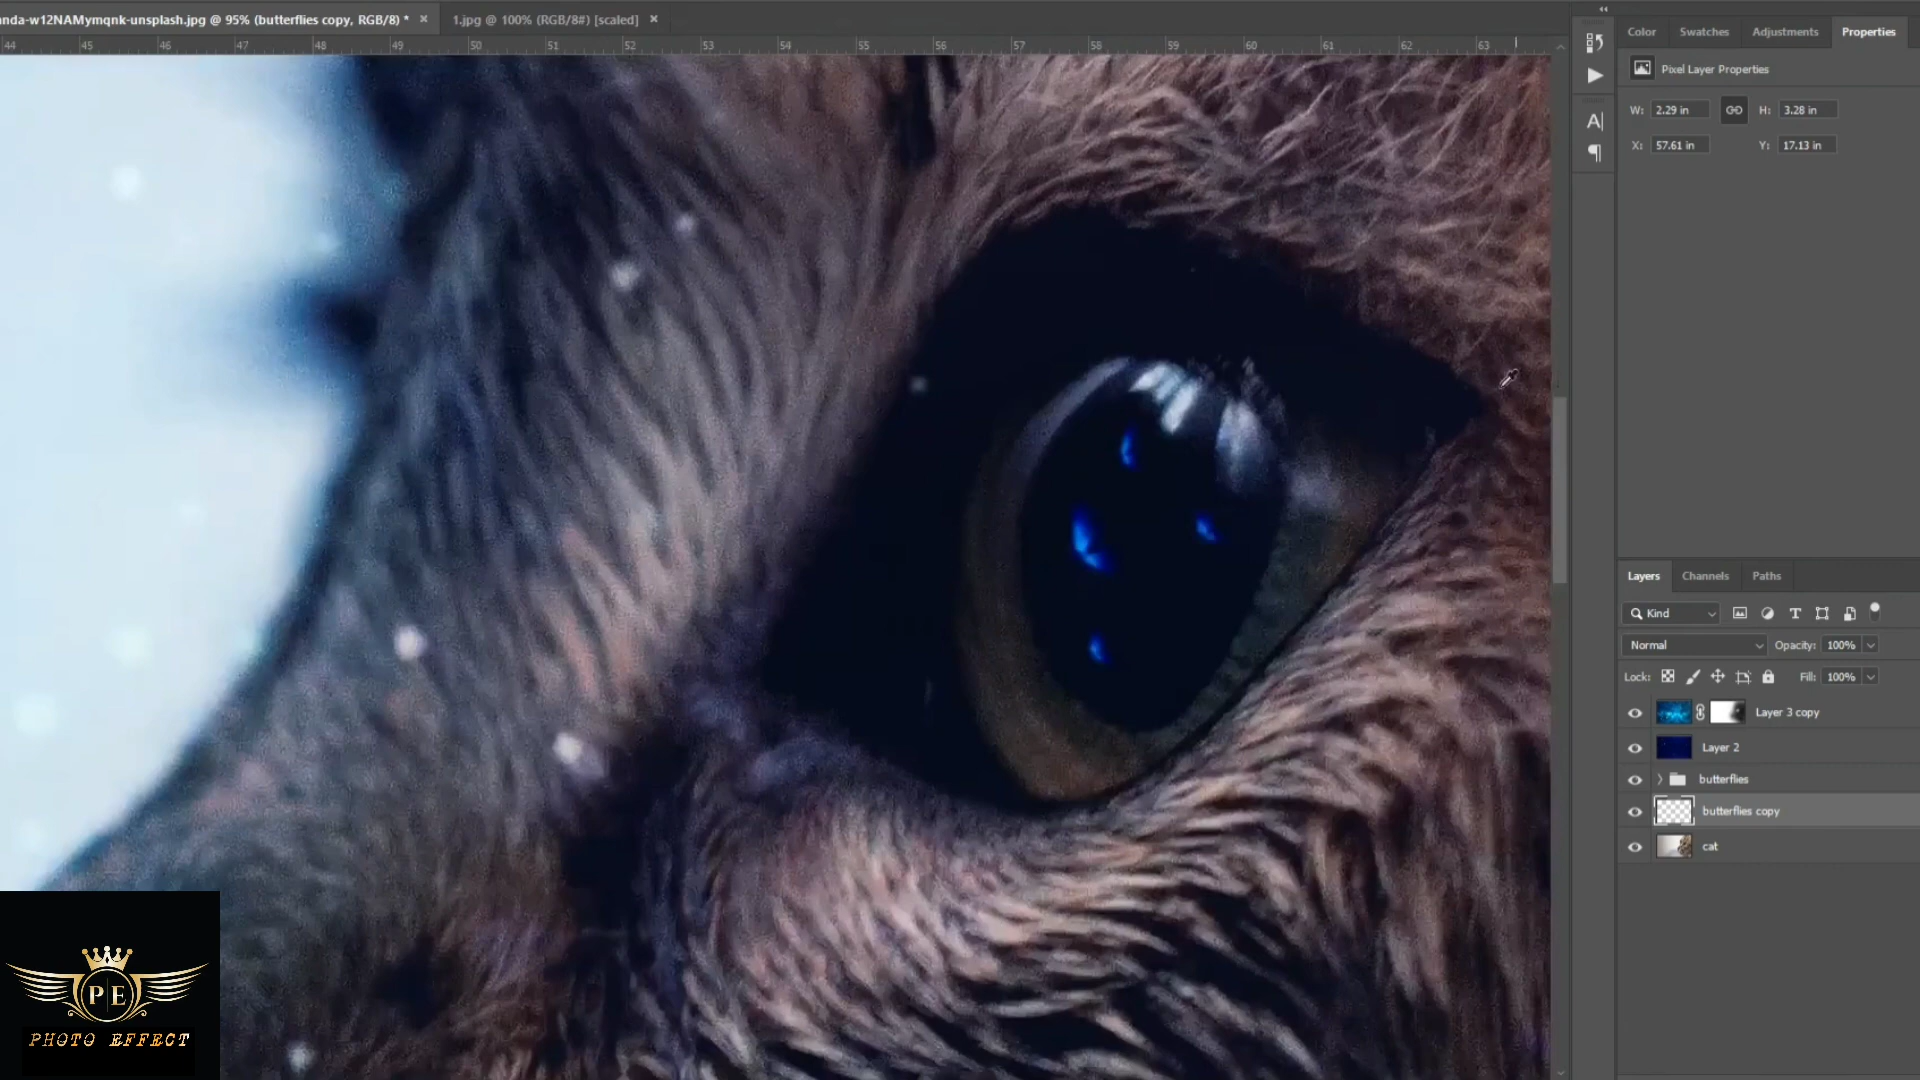 anda-w12NAMymqnk-unsplash.jpg @ 95% (butterflies copy, RGB/8) * ×
1.jpg @ 100% (RGB/8#) [scaled] ×
44 45 46 47 48 49 50 51 52 53 54 55 56 57 58 59 60 61 62 63
Color Swatches Adjustments Properties
Pixel Layer Properties
W: 2.29 in H: 3.28 in
X: 57.61 in Y: 17.13 in
Layers Channels Paths
Kind
Normal Opacity: 100%
Lock: Fill: 100%
Layer 3 copy
Layer 2
butterflies
butterflies copy
cat
PE
PHOTO EFFECT